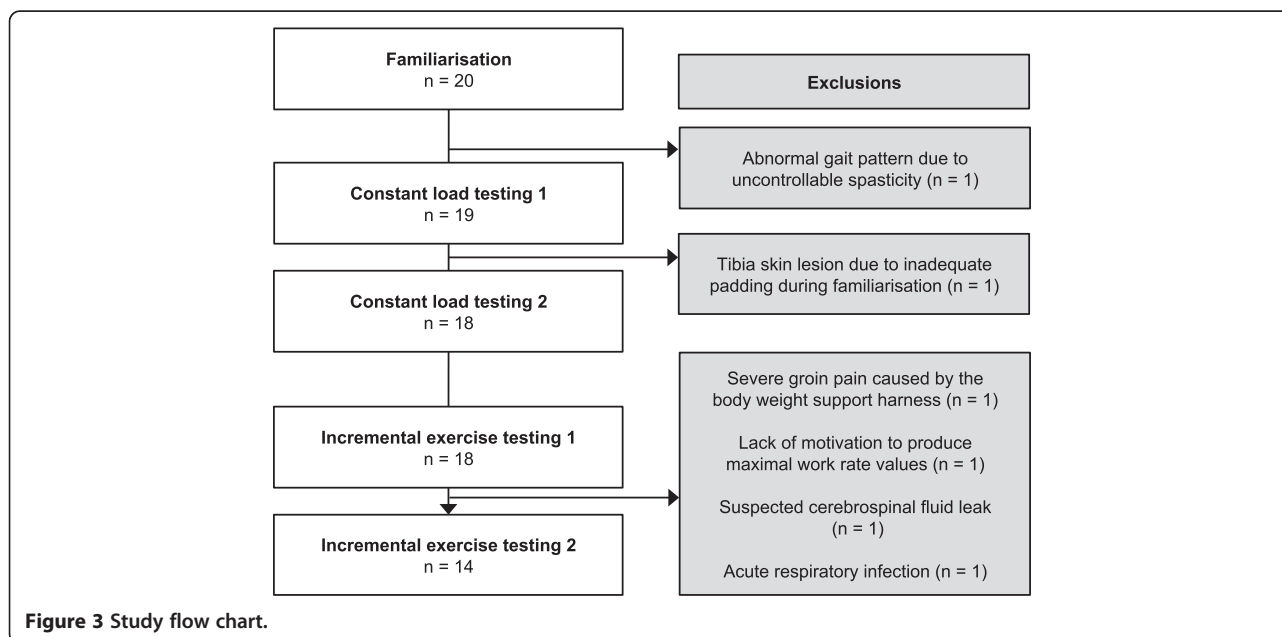 Familiarisation
n = 20
Exclusions
Abnormal gait pattern due to
uncontrollable spasticity (n = 1)
Constant load testing 1
n = 19
Tibia skin lesion due to inadequate
padding during familiarisation (n = 1)
Constant load testing 2
n = 18
Severe groin pain caused by the
body weight support harness (n = 1)
Lack of motivation to produce
maximal work rate values (n = 1)
Suspected cerebrospinal fluid leak
(n = 1)
Acute respiratory infection (n = 1)
Incremental exercise testing 1
n = 18
Incremental exercise testing 2
n = 14
Figure 3 Study flow chart.